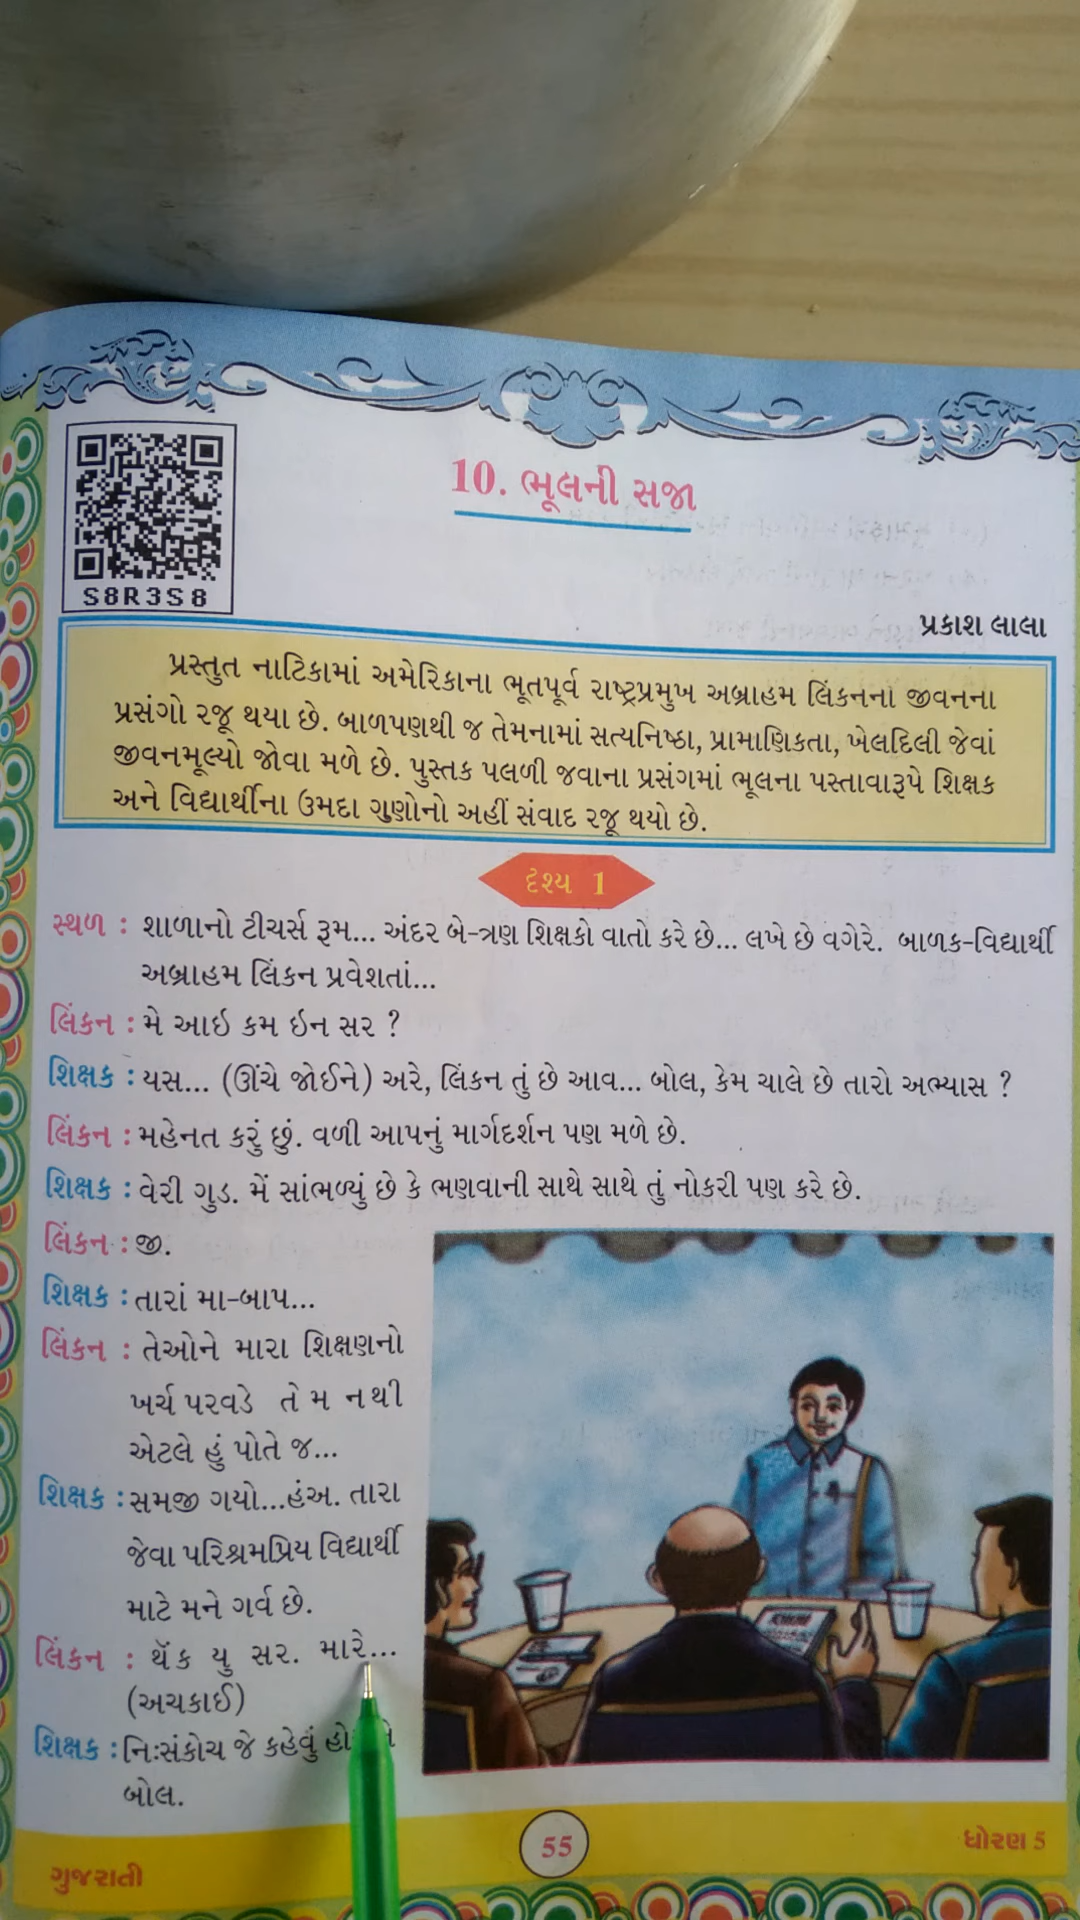 S8R3S8
10. ભૂલની સજા
પ્રકાશ લાલા
પ્રસ્તુત નાટિકામાં અમેરિકાના ભૂતપૂર્વ રાષ્ટ્રપ્રમુખ અબ્રાહમ લિંકનના જીવનના
પ્રસંગો રજૂ થયા છે. બાળપણથી જ તેમનામાં સત્યનિષ્ઠા, પ્રામાણિકતા, ખેલદિલી જેવાં
જીવનમૂલ્યો જોવા મળે છે. પુસ્તક પલળી જવાના પ્રસંગમાં ભૂલના પસ્તાવારૂપે શિક્ષક
અને વિદ્યાર્થીના ઉમદા ગુણોનો અહીં સંવાદ રજૂ થયો છે.
દૃશ્ય 1
સ્થળ : શાળાનો ટીચર્સ રૂમ... અંદર બે-ત્રણ શિક્ષકો વાતો કરે છે... લખે છે વગેરે. બાળક-વિદ્યાર્થી
અબ્રાહમ લિંકન પ્રવેશતાં...
લિંકન : મે આઇ કમ ઇન સર ?
શિક્ષક : યસ... (ઊંચે જોઈને) અરે, લિંકન તું છે આવ... બોલ, કેમ ચાલે છે તારો અભ્યાસ ?
લિંકન : મહેનત કરું છું. વળી આપનું માર્ગદર્શન પણ મળે છે.
શિક્ષક : વેરી ગુડ. મેં સાંભળ્યું છે કે ભણવાની સાથે સાથે તું નોકરી પણ કરે છે.
લિંકન : જી.
શિક્ષક : તારાં મા-બાપ...
લિંકન : તેઓને મારા શિક્ષણનો
ખર્ચ પરવડે તેમ નથી
એટલે હું પોતે જ...
શિક્ષક : સમજી ગયો...હંઅ. તારા
જેવા પરિશ્રમપ્રિય વિદ્યાર્થી
માટે મને ગર્વ છે.
લિંકન : થૅંક યુ સર. મારે...
(અચકાઈ)
શિક્ષક : નિઃસંકોચ જે કહેવું
બોલ.
ગુજરાતી
55
ધોરણ 5